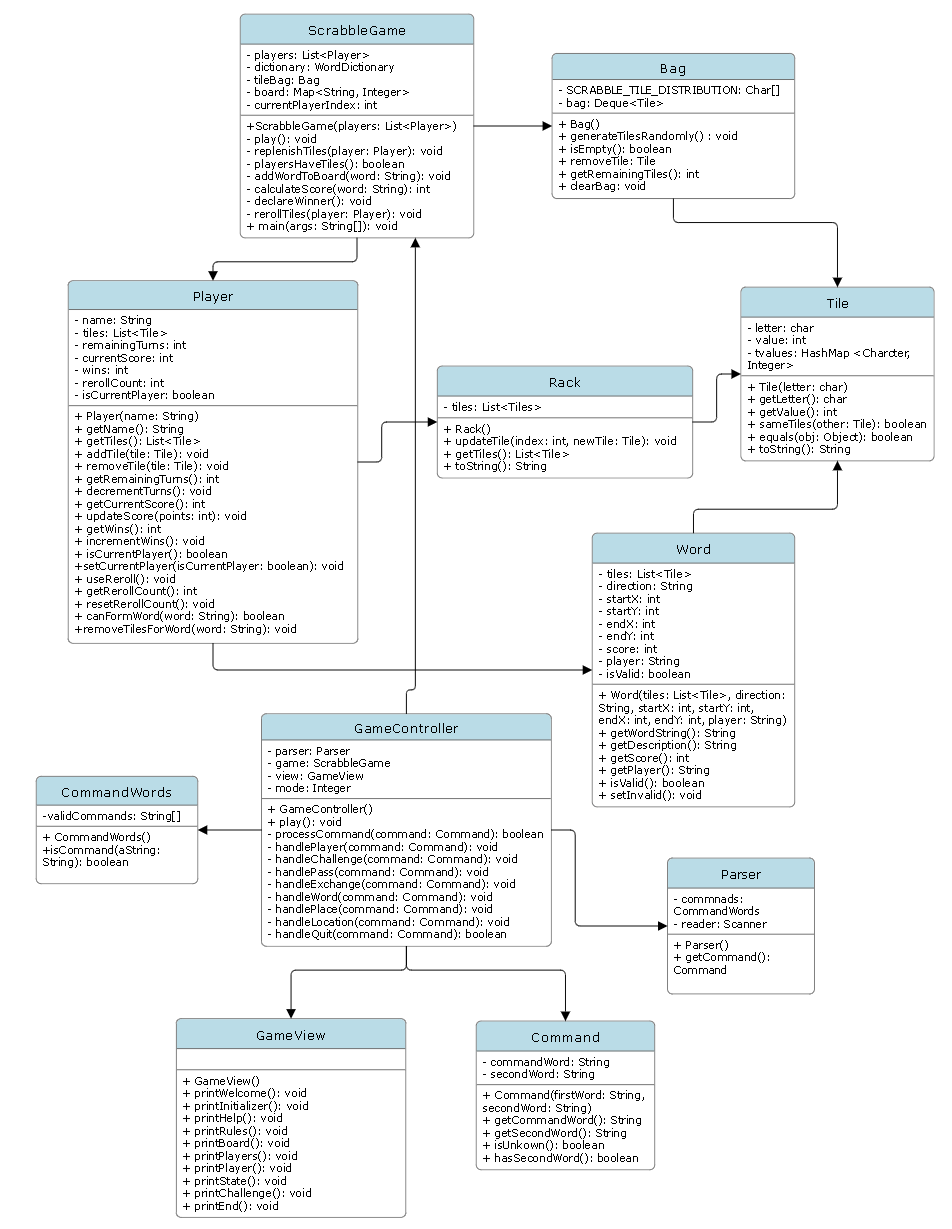 ScrabbleGame
- players: List<Player>
- dictionary: WordDictionary
- tileBag: Bag
- board: Map<String, Integer>
- currentPlayerIndex: int
+ScrabbleGame(players: List<Player>)
- play(): void
- replenishTiles(player: Player): void
- playersHaveTiles(): boolean
- addWordToBoard(word: String): void
- calculateScore(word: String): int
- declareWinner(): void
- rerollTiles(player: Player): void
+ main(args: String[]): void
Bag
- SCRABBLE_TILE_DISTRIBUTION: Char[]
- bag: Deque<Tile>
+ Bag()
+ generateTilesRandomly() : void
+ isEmpty(): boolean
+ removeTile: Tile
+ getRemainingTiles(): int
+ clearBag: void
Player
- name: String
- tiles: List<Tile>
- remainingTurns: int
- currentScore: int
- wins: int
- rerollCount: int
- isCurrentPlayer: boolean
+ Player(name: String)
+ getName(): String
+ getTiles(): List<Tile>
+ addTile(tile: Tile): void
+ removeTile(tile: Tile): void
+ getRemainingTurns(): int
+ decrementTurns(): void
+ getCurrentScore(): int
+ updateScore(points: int): void
+ getWins(): int
+ incrementWins(): void
+ isCurrentPlayer(): boolean
+setCurrentPlayer(isCurrentPlayer: boolean): void
+ useReroll(): void
+ getRerollCount(): int
+ resetRerollCount(): void
+ canFormWord(word: String): boolean
+removeTilesForWord(word: String): void
Rack
- tiles: List<Tiles>
+ Rack()
+ updateTile(index: int, newTile: Tile): void
+ getTiles(): List<Tile>
+ toString(): String
Tile
- letter: char
- value: int
- tvalues: HashMap <Charcter,
Integer>
+ Tile(letter: char)
+ getLetter(): char
+ getValue(): int
+ sameTiles(other: Tile): boolean
+ equals(obj: Object): boolean
+ toString(): String
Word
- tiles: List<Tile>
- direction: String
- startX: int
- startY: int
- endX: int
- endY: int
- score: int
- player: String
- isValid: boolean
+ Word(tiles: List<Tile>, direction:
String, startX: int, startY: int,
endX: int, endY: int, player: String)
+ getWordString(): String
+ getDescription(): String
+ getScore(): int
+ getPlayer(): String
+ isValid(): boolean
+ setInvalid(): void
GameController
- parser: Parser
- game: ScrabbleGame
- view: GameView
- mode: Integer
+ GameController()
+ play(): void
- processCommand(command: Command): boolean
- handlePlayer(command: Command): void
- handleChallenge(command: Command): void
- handlePass(command: Command): void
- handleExchange(command: Command): void
- handleWord(command: Command): void
- handlePlace(command: Command): void
- handleLocation(command: Command): void
- handleQuit(command: Command): boolean
CommandWords
-validCommands: String[]
+ CommandWords()
+isCommand(aString:
String): boolean
Parser
- commnads:
CommandWords
- reader: Scanner
+ Parser()
+ getCommand():
Command
GameView
+ GameView()
+ printWelcome(): void
+ printInitializer(): void
+ printHelp(): void
+ printRules(): void
+ printBoard(): void
+ printPlayers(): void
+ printPlayer(): void
+ printState(): void
+ printChallenge(): void
+ printEnd(): void
Command
- commandWord: String
- secondWord: String
+ Command(firstWord: String,
secondWord: String)
+ getCommandWord(): String
+ getSecondWord(): String
+ isUnkown(): boolean
+ hasSecondWord(): boolean